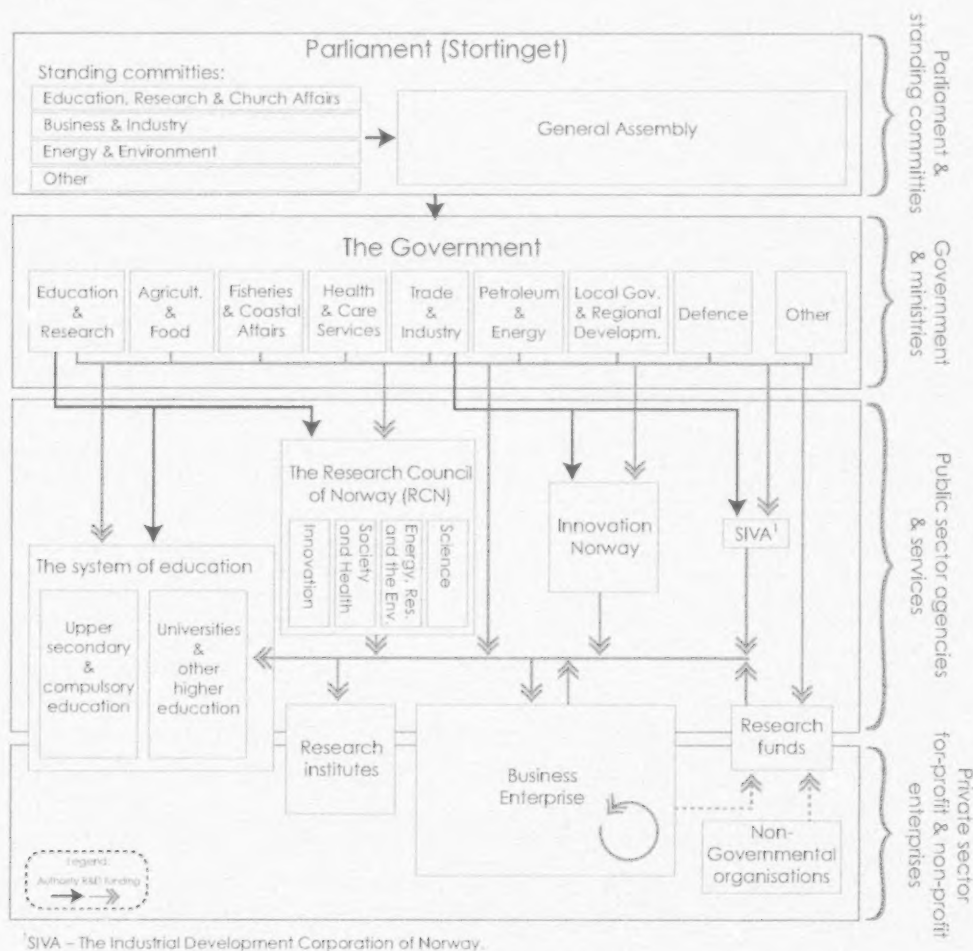 Parliament (Stortinget)
Standing committies:
Education, Research & Church Affairs
Business & Industry
Energy & Environment
Other
General Assembly
Parliament &
standing committies
The Government
Education
&
Research
Agricult.
&
Food
Fisheries
& Coastal
Affairs
Health
& Care
Services
Trade
&
Industry
Petroleum
&
Energy
Local Gov.
& Regional
Developm.
Defence
Other
Government
& ministries
The Research Council
of Norway (RCN)
Innovation
Society
and Health
Energy, Res.
and the Env.
Science
Innovation
Norway
SIVA¹
The system of education
Upper
secondary
&
compulsory
education
Universities
&
other
higher
education
Public sector agencies
& services
Research
institutes
Business
Enterprise
Research
funds
Non-
Governmental
organisations
Private sector
for-profit & non-profit
enterprises
Legend:
Authority R&D funding
¹SIVA – The Industrial Development Corporation of Norway.